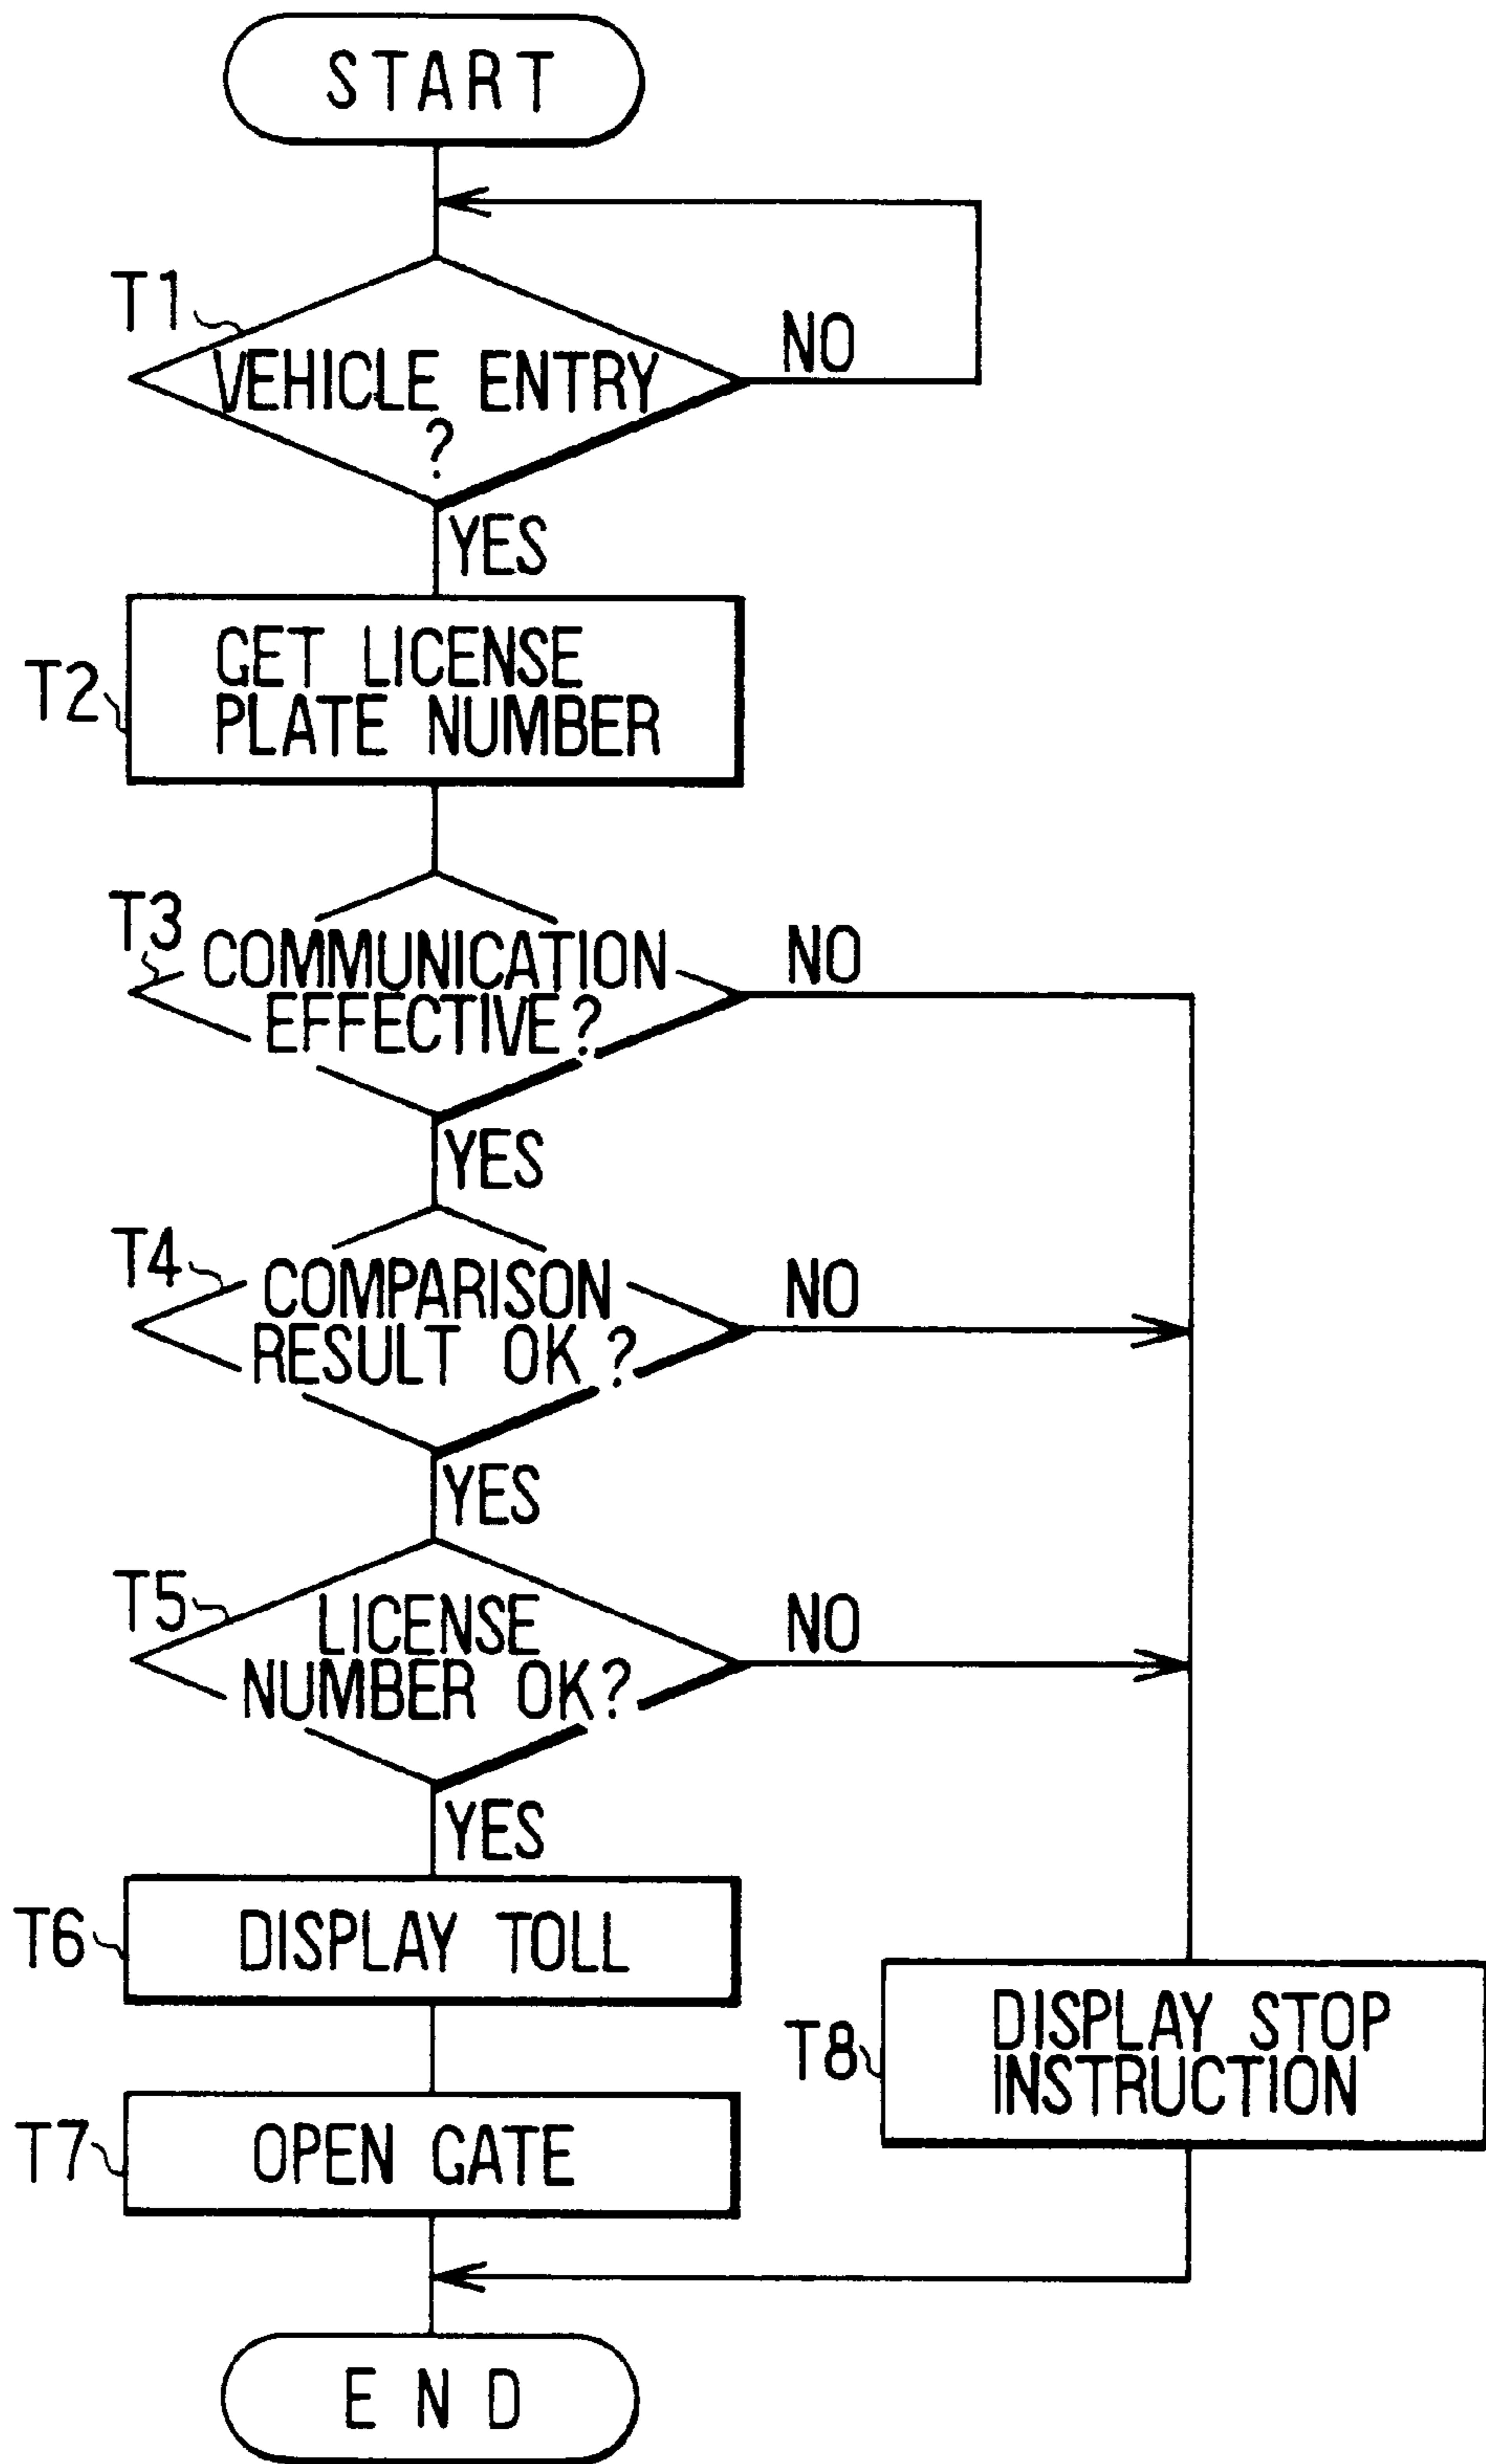 START
T1
VEHICLE ENTRY
?
NO
YES
T2
GET LICENSE
PLATE NUMBER
T3
COMMUNICATION
EFFECTIVE?
NO
YES
T4
COMPARISON
RESULT OK?
NO
YES
T5
LICENSE
NUMBER OK?
NO
YES
T6
DISPLAY TOLL
T8
DISPLAY STOP
INSTRUCTION
T7
OPEN GATE
END